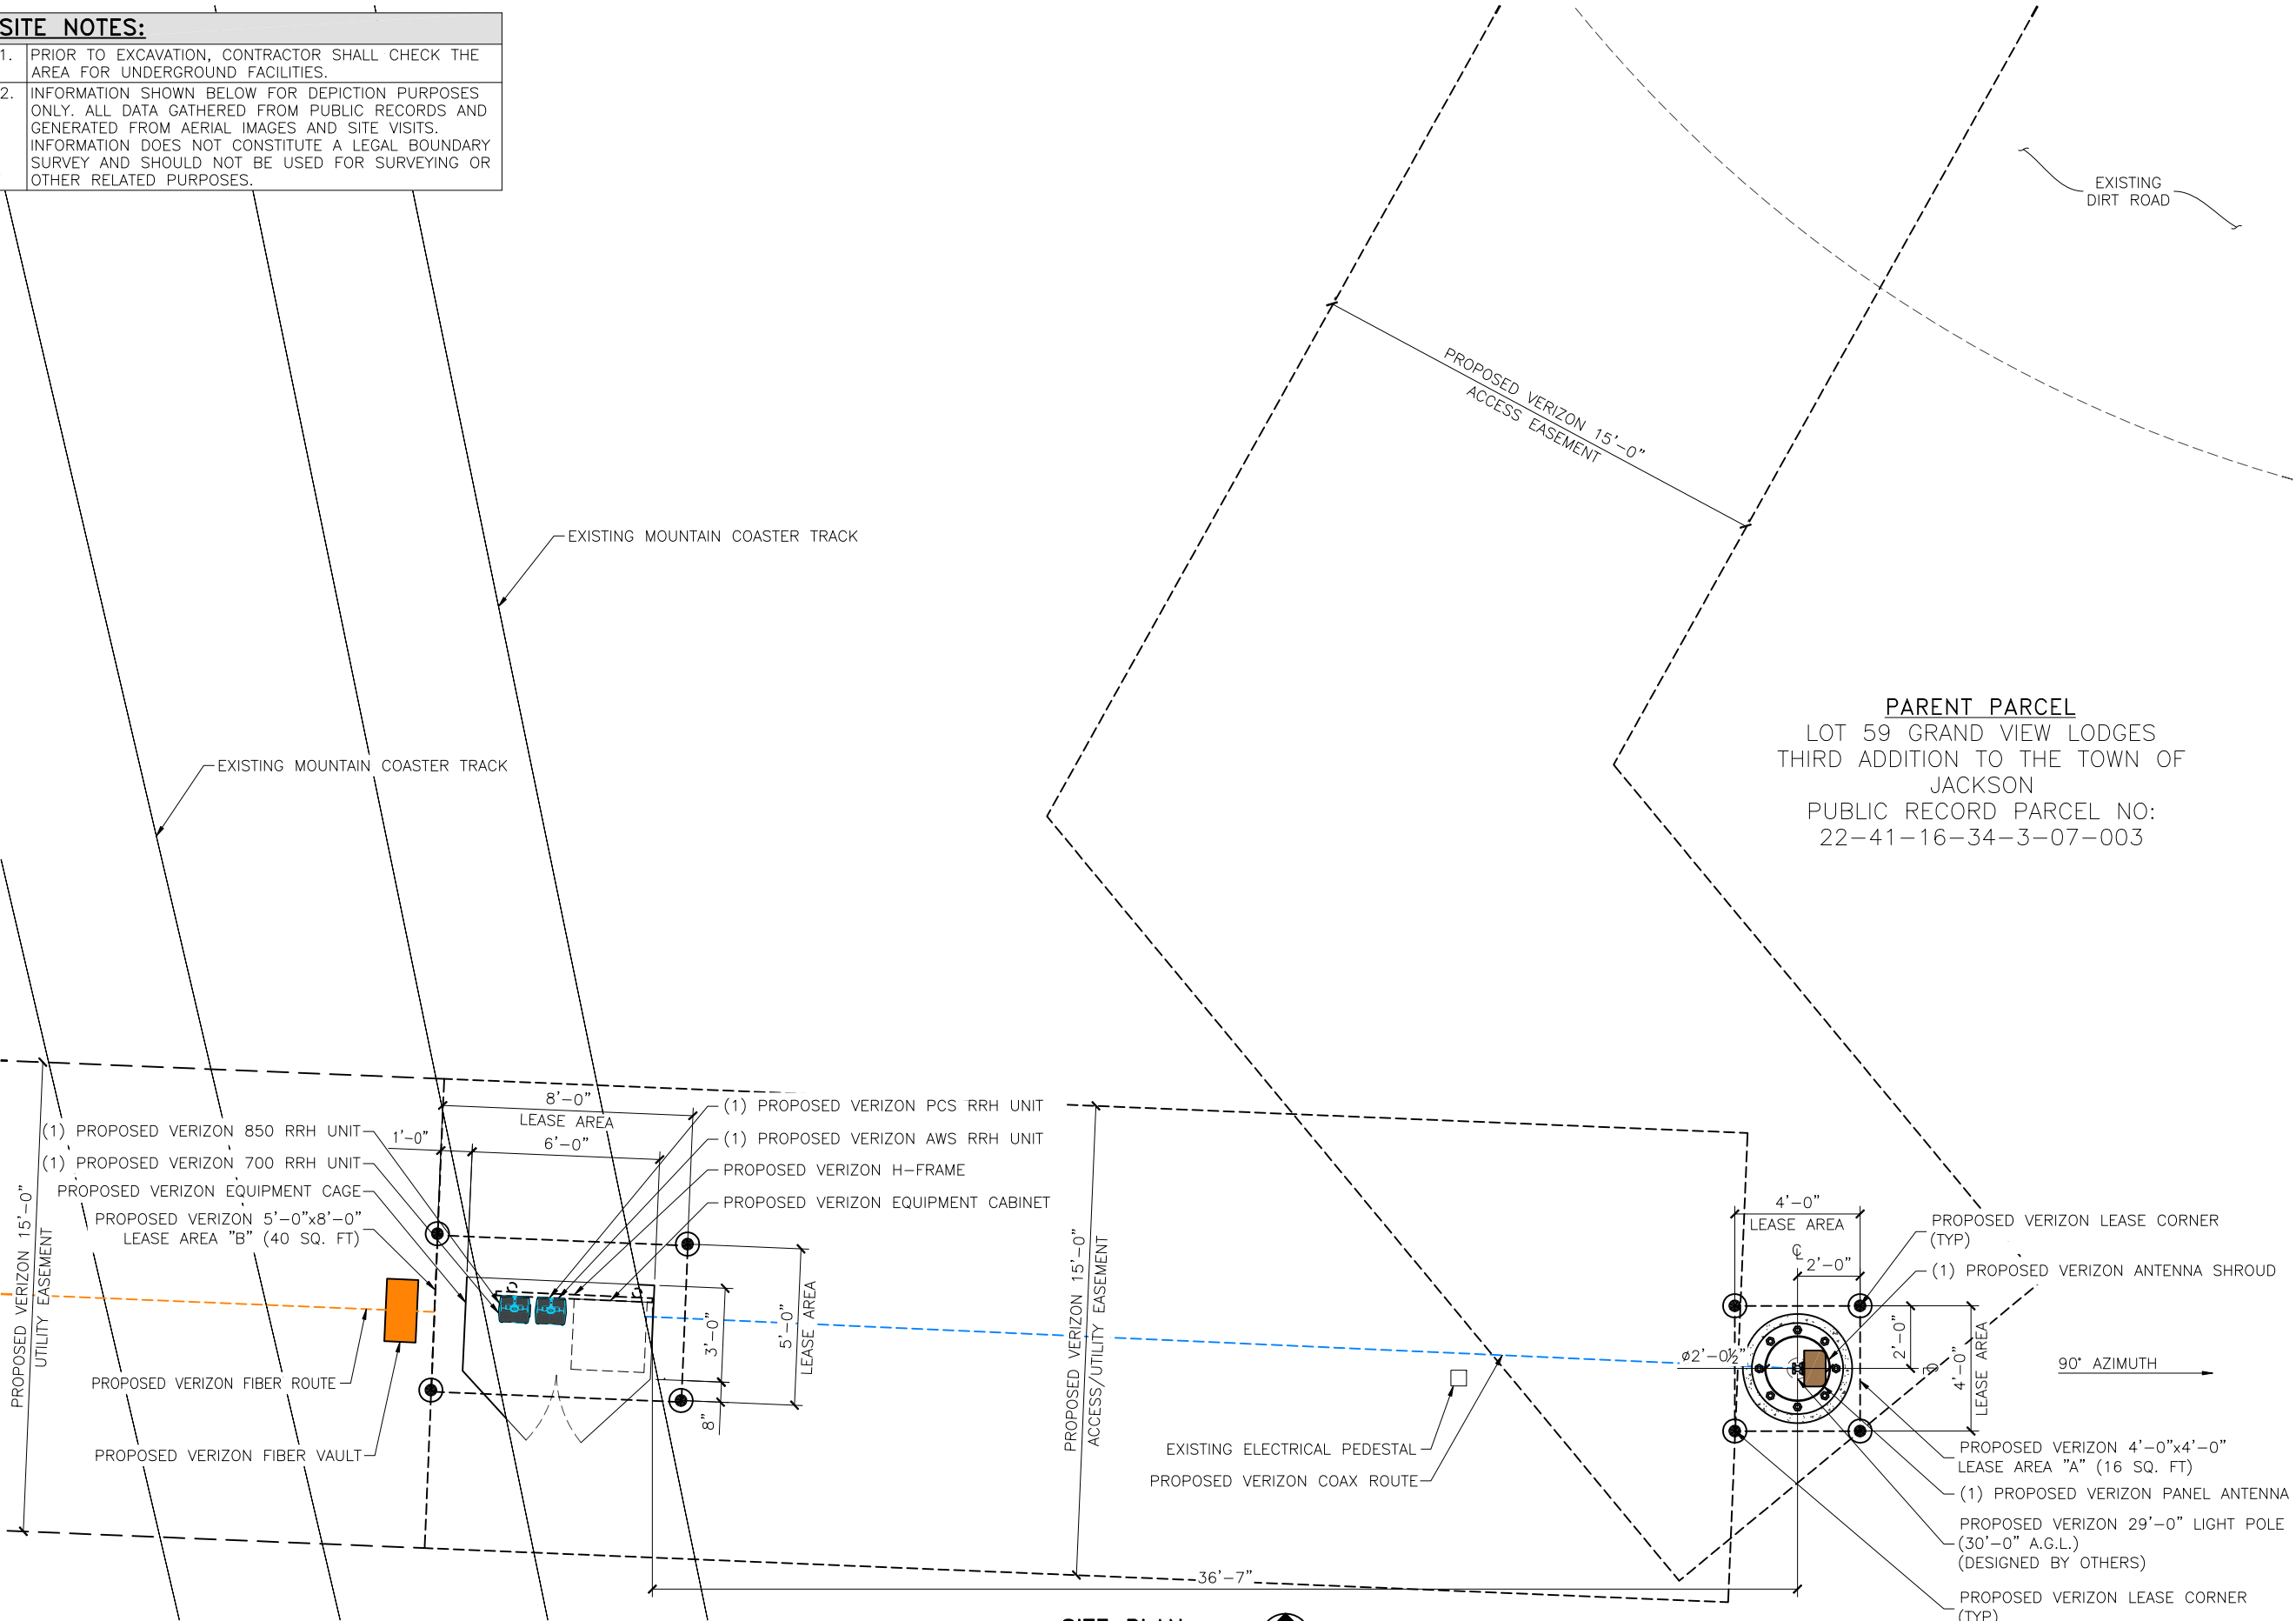 SITE NOTES:
1. PRIOR TO EXCAVATION, CONTRACTOR SHALL CHECK THE
AREA FOR UNDERGROUND FACILITIES.
2. INFORMATION SHOWN BELOW FOR DEPICTION PURPOSES
ONLY. ALL DATA GATHERED FROM PUBLIC RECORDS AND
GENERATED FROM AERIAL IMAGES AND SITE VISITS.
INFORMATION DOES NOT CONSTITUTE A LEGAL BOUNDARY
SURVEY AND SHOULD NOT BE USED FOR SURVEYING OR
OTHER RELATED PURPOSES.
EXISTING
DIRT ROAD
PROPOSED VERIZON 15'-0"
ACCESS EASEMENT
EXISTING MOUNTAIN COASTER TRACK
EXISTING MOUNTAIN COASTER TRACK
PARENT PARCEL
LOT 59 GRAND VIEW LODGES
THIRD ADDITION TO THE TOWN OF
JACKSON
PUBLIC RECORD PARCEL NO:
22-41-16-34-3-07-003
PROPOSED VERIZON 15'-0"
UTILITY EASEMENT
(1) PROPOSED VERIZON 850 RRH UNIT
(1) PROPOSED VERIZON 700 RRH UNIT
PROPOSED VERIZON EQUIPMENT CAGE
PROPOSED VERIZON 5'-0"x8'-0"
LEASE AREA "B" (40 SQ. FT)
PROPOSED VERIZON FIBER ROUTE
PROPOSED VERIZON FIBER VAULT
8'-0"
LEASE AREA
1'-0"
6'-0"
(1) PROPOSED VERIZON PCS RRH UNIT
(1) PROPOSED VERIZON AWS RRH UNIT
PROPOSED VERIZON H-FRAME
PROPOSED VERIZON EQUIPMENT CABINET
3'-0"
8"
5'-0"
LEASE AREA
PROPOSED VERIZON 15'-0"
ACCESS/UTILITY EASEMENT
EXISTING ELECTRICAL PEDESTAL
PROPOSED VERIZON COAX ROUTE
36'-7"
4'-0"
LEASE AREA
℄
2'-0"
ø2'-0½"
2'-0"
4'-0"
LEASE AREA
PROPOSED VERIZON LEASE CORNER
(TYP)
(1) PROPOSED VERIZON ANTENNA SHROUD
90° AZIMUTH
PROPOSED VERIZON 4'-0"x4'-0"
LEASE AREA "A" (16 SQ. FT)
(1) PROPOSED VERIZON PANEL ANTENNA
PROPOSED VERIZON 29'-0" LIGHT POLE
(30'-0" A.G.L.)
(DESIGNED BY OTHERS)
PROPOSED VERIZON LEASE CORNER
(TYP)
SITE PLAN